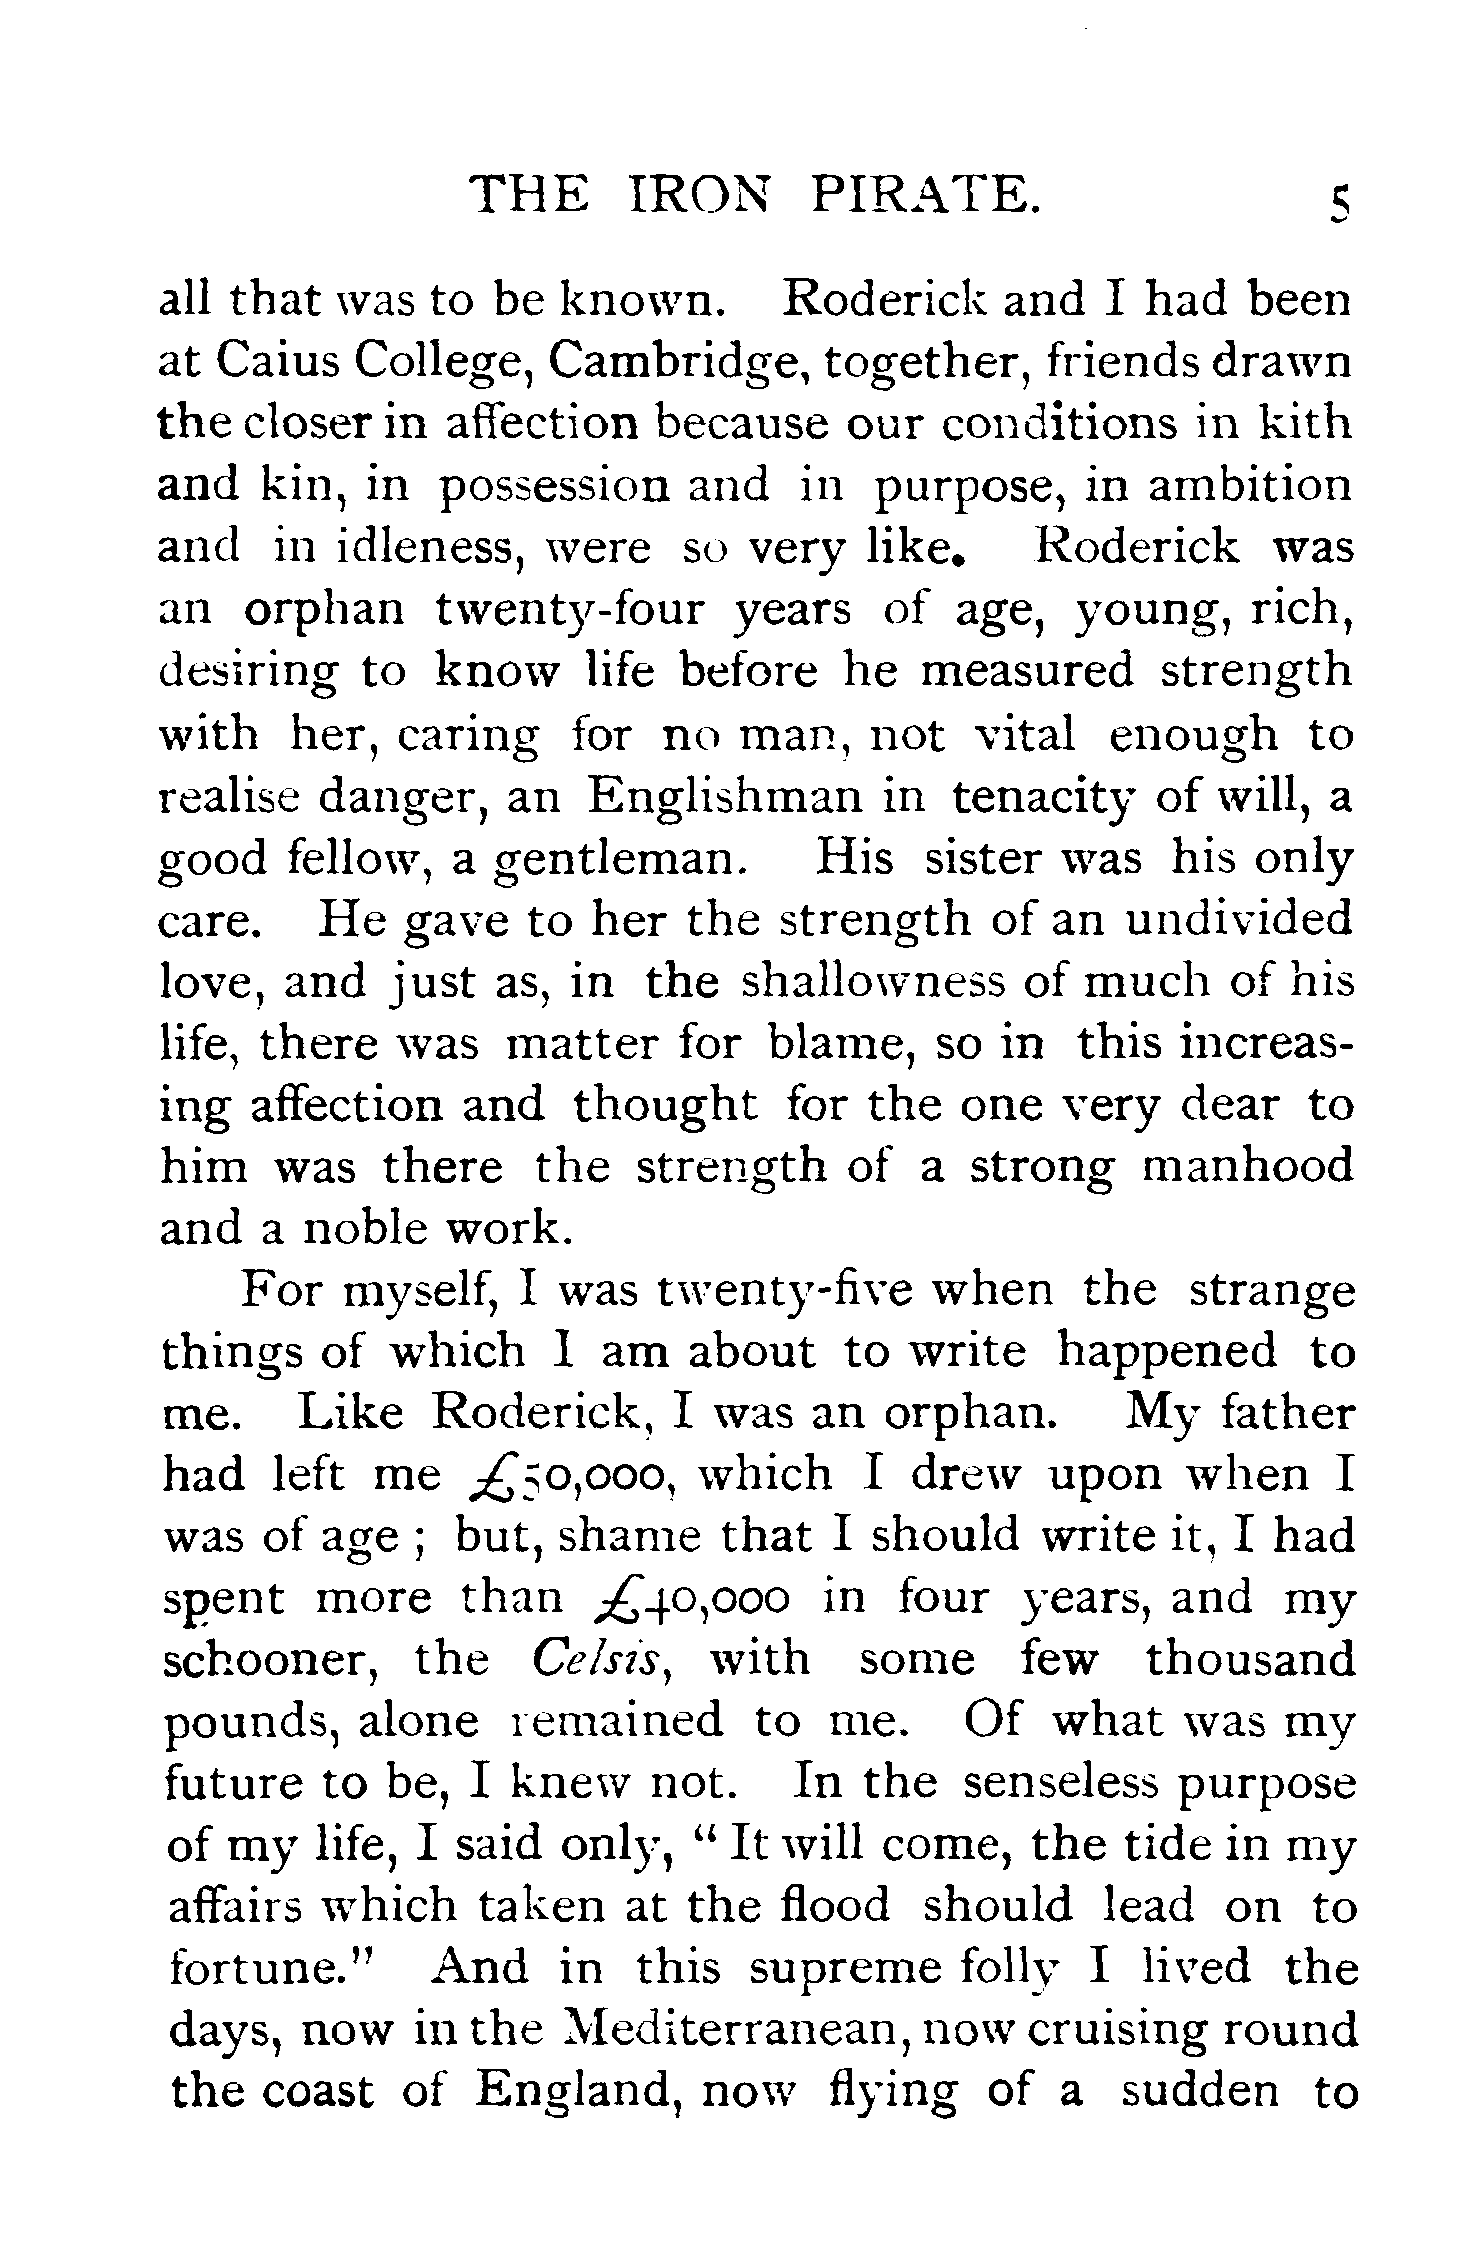 THE IRON PIRATE. 5
all that was to be known. Roderick and I had been
at Caius College, Cambridge, together, friends drawn
the closer in affection because our conditions in kith
and kin, in possession and in purpose, in ambition
and in idleness, were so very like. Roderick was
an orphan twenty-four years of age, young, rich,
desiring to know life before he measured strength
with her, caring for no man, not vital enough to
realise danger, an Englishman in tenacity of will, a
good fellow, a gentleman. His sister was his only
care. He gave to her the strength of an undivided
love, and just as, in the shallowness of much of his
life, there was matter for blame, so in this increas-
ing affection and thought for the one very dear to
him was there the strength of a strong manhood
and a noble work.
For myself, I was twenty-five when the strange
things of which I am about to write happened to
me. Like Roderick, I was an orphan. My father
had left me £50,000, which I drew upon when I
was of age ; but, shame that I should write it, I had
spent more than £40,000 in four years, and my
schooner, the Celsis, with some few thousand
pounds, alone remained to me. Of what was my
future to be, I knew not. In the senseless purpose
of my life, I said only, " It will come, the tide in my
affairs which taken at the flood should lead on to
fortune." And in this supreme folly I lived the
days, now in the Mediterranean, now cruising round
the coast of England, now flying of a sudden to